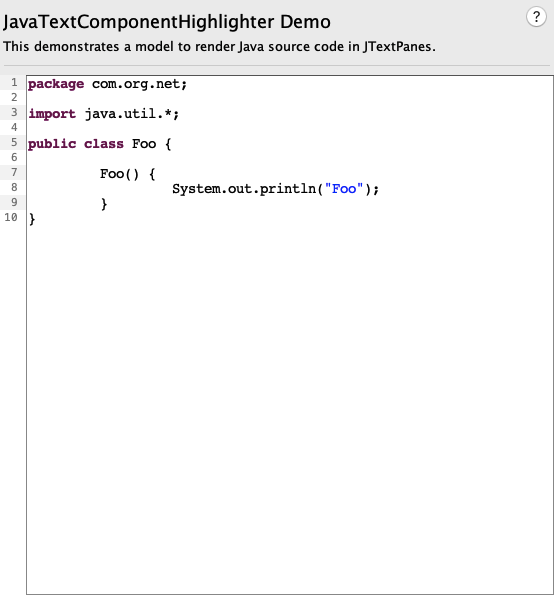 JavaTextComponentHighlighter Demo
?
This demonstrates a model to render Java source code in JTextPanes.
1 package com.org.net;
2
3 import java.util.*;
4
5 public class Foo {
6
7 Foo() {
8 System.out.println("Foo");
9 }
10 }